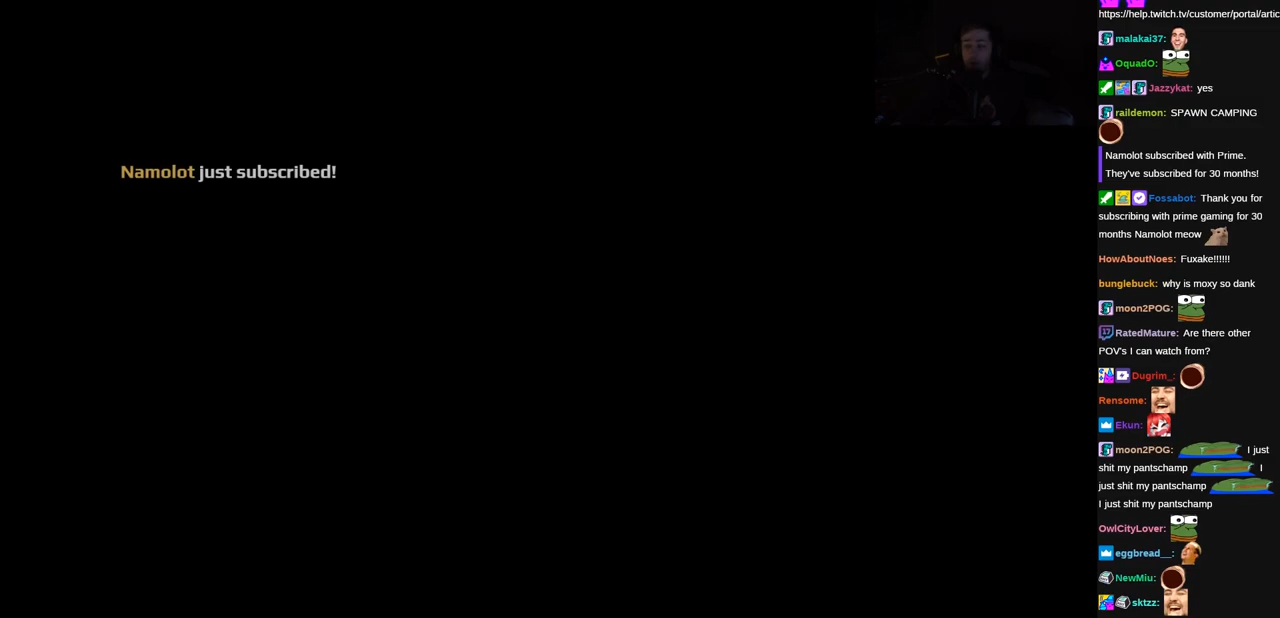 https://help.twitch.tv/customer/portal/artic
malakai37:
OquadO:
Jazzykat: yes
raildemon: SPAWN CAMPING
Namolot just subscribed!
Namolot subscribed with Prime.
They've subscribed for 30 months!
Fossabot: Thank you for
subscribing with prime gaming for 30
months Namolot meow
HowAboutNoes: Fuxake!!!!!!
bunglebuck: why is moxy so dank
moon2POG:
RatedMature: Are there other
POV's I can watch from?
Dugrim_:
Rensome:
Ekun:
moon2POG: I just
shit my pantschamp I
just shit my pantschamp
I just shit my pantschamp
OwlCityLover:
eggbread__:
NewMiu:
sktzz: